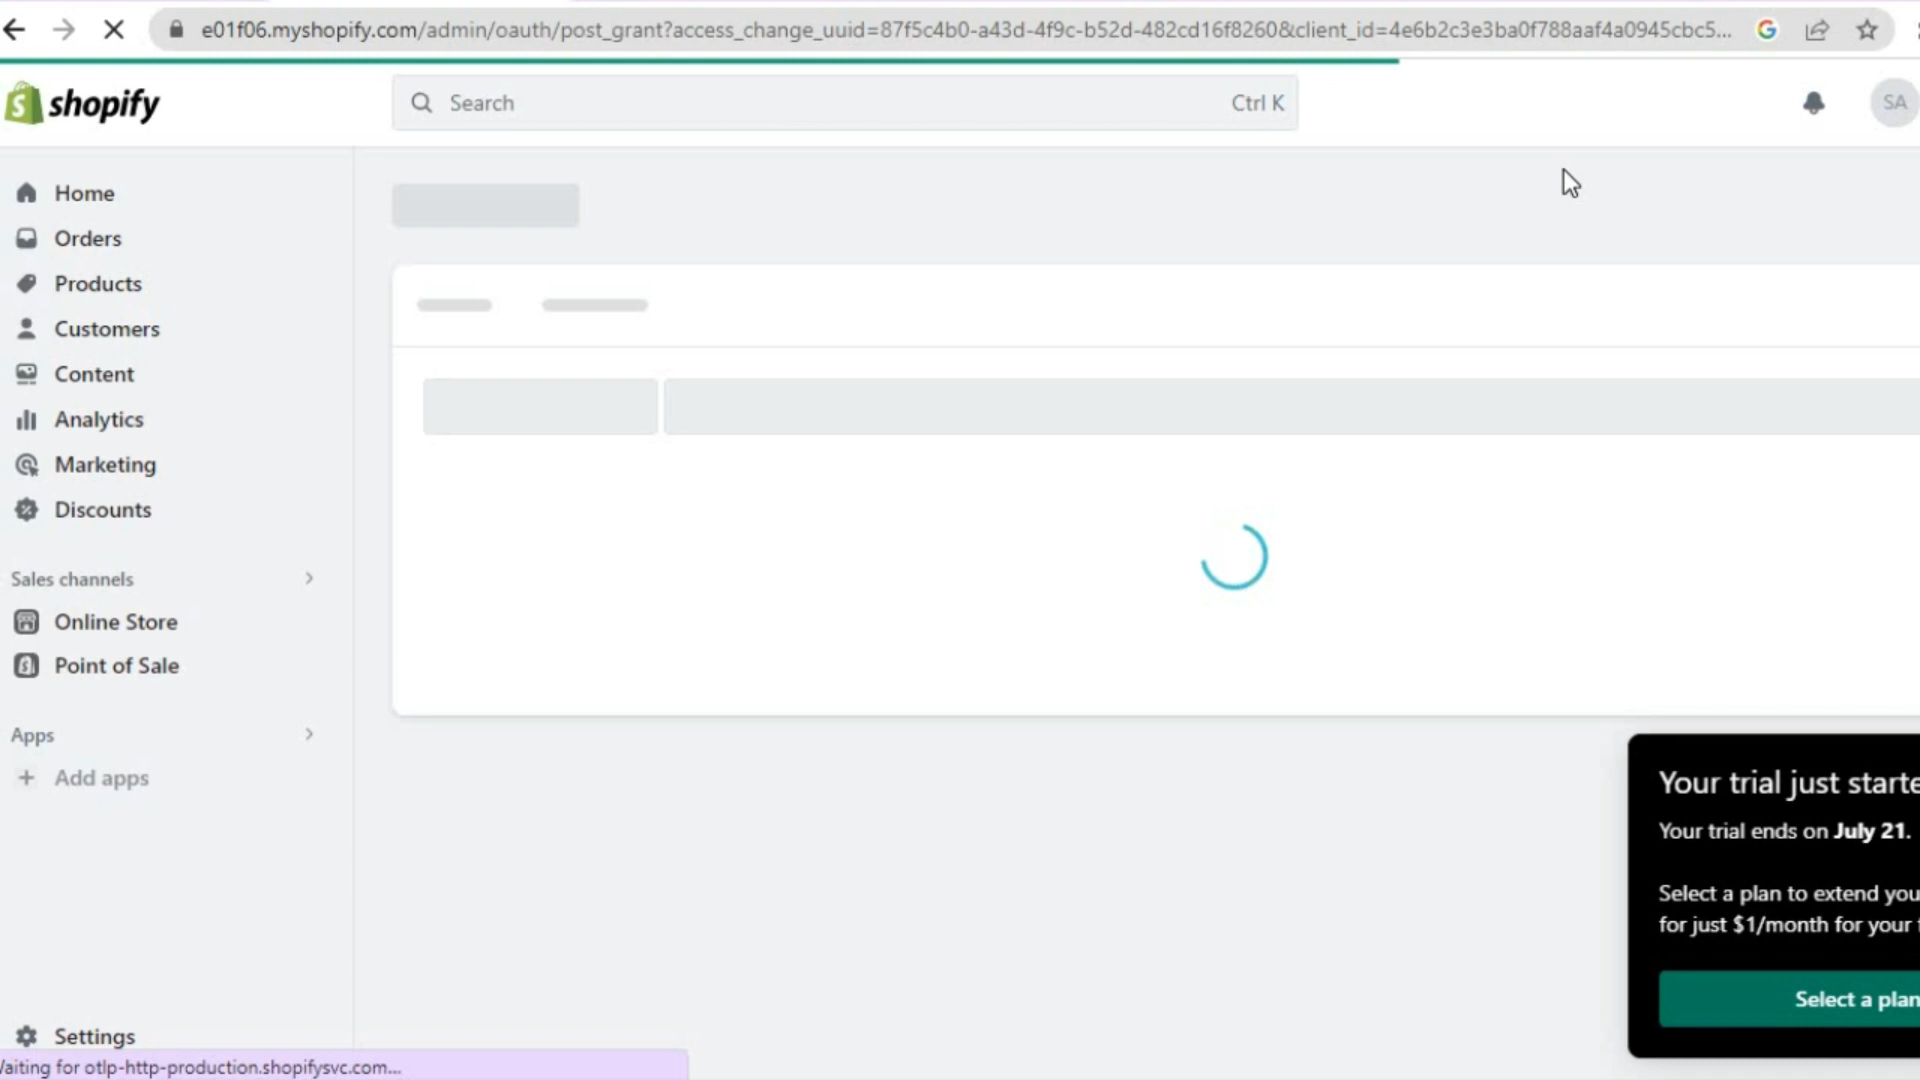 e01f06.myshopify.com/admin/oauth/post_grant?access_change_uuid=87f5c4b0-a43d-4f9c-b52d-482cd16f8260&client_id=4e6b2c3e3ba0f788aaf4a0945cbc5...
shopify
Search
Ctrl K
SA
Home
Orders
Products
Customers
Content
Analytics
Marketing
Discounts
Sales channels
Online Store
Point of Sale
Apps
Add apps
Your trial just starte
Your trial ends on July 21.
Select a plan to extend you
for just $1/month for your
Select a plan
Settings
aiting for otlp-http-production.shopifysvc.com...